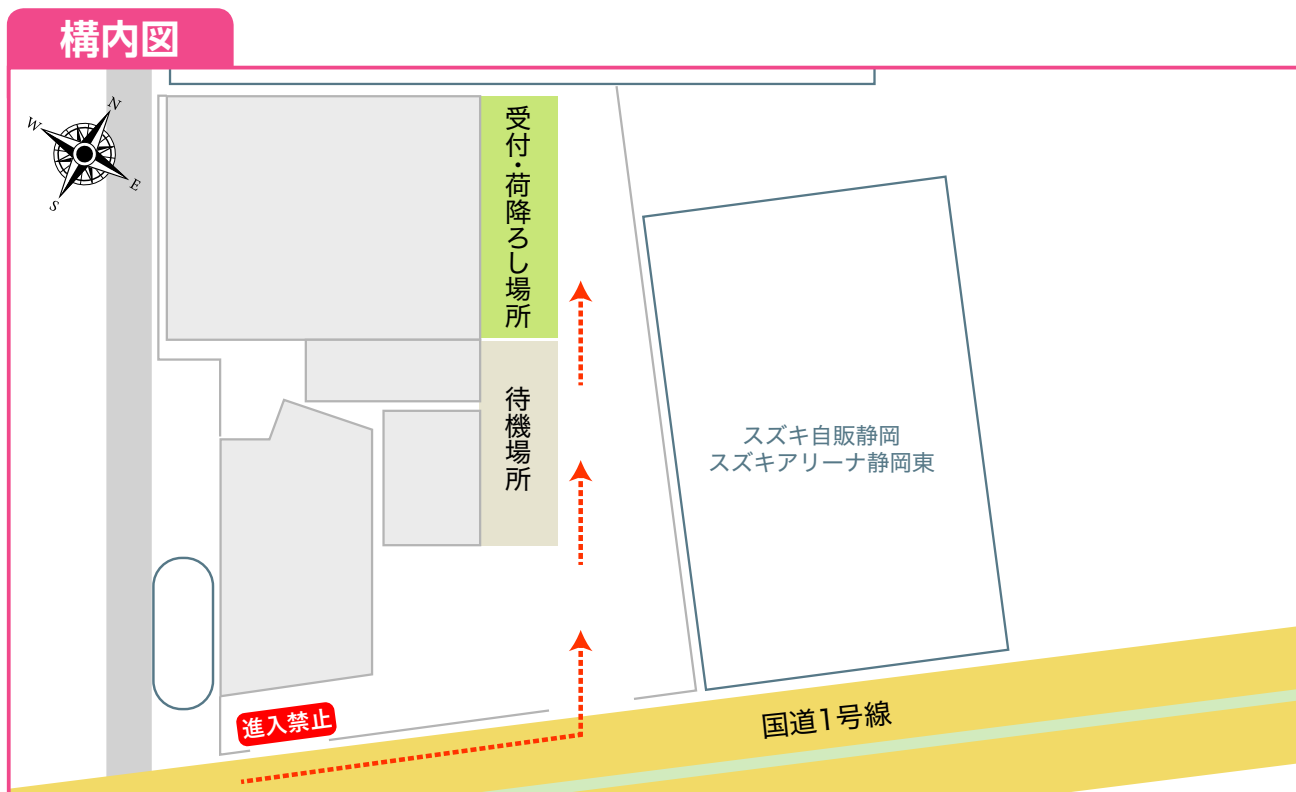 構内図
N
W
E
S
受付・荷降ろし場所
待機場所
スズキ自販静岡
スズキアリーナ静岡東
進入禁止
国道1号線